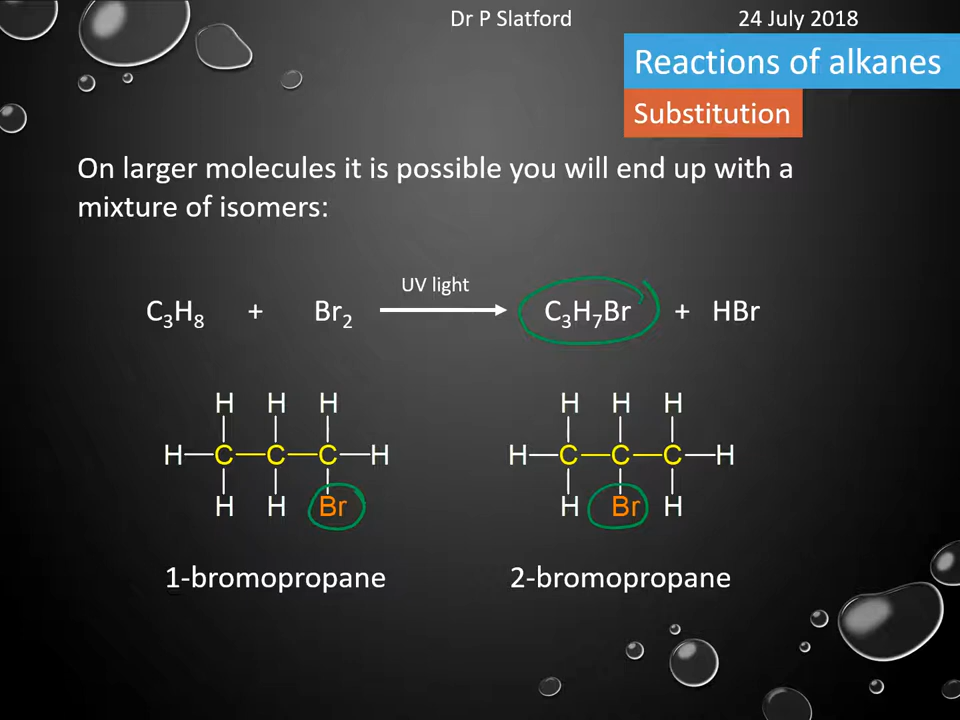 Dr P Slatford 24 July 2018
Reactions of alkanes
Substitution
On larger molecules it is possible you will end up with a
mixture of isomers:
UV light
C₃H₈ + Br₂ C₃H₇Br + HBr
H H H H H H
H C C C H H C C C H
H H Br H Br H
1-bromopropane 2-bromopropane